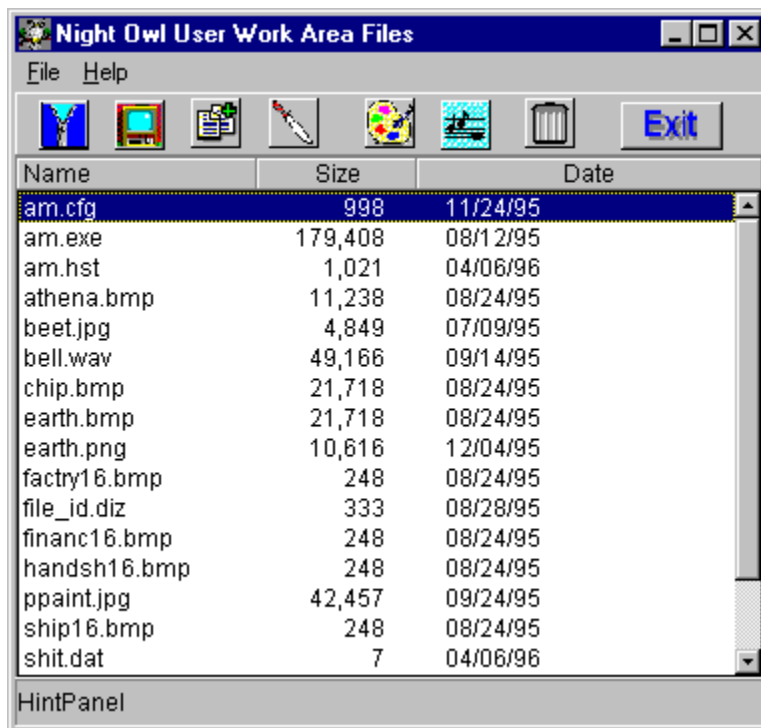 Night Owl User Work Area Files
File Help
Exit
Name Size Date
am.cfg 998 11/24/95
am.exe 179,408 08/12/95
am.hst 1,021 04/06/96
athena.bmp 11,238 08/24/95
beet.jpg 4,849 07/09/95
bell.wav 49,166 09/14/95
chip.bmp 21,718 08/24/95
earth.bmp 21,718 08/24/95
earth.png 10,616 12/04/95
factry16.bmp 248 08/24/95
file_id.diz 333 08/28/95
financ16.bmp 248 08/24/95
handsh16.bmp 248 08/24/95
ppaint.jpg 42,457 09/24/95
ship16.bmp 248 08/24/95
shit.dat 7 04/06/96
HintPanel